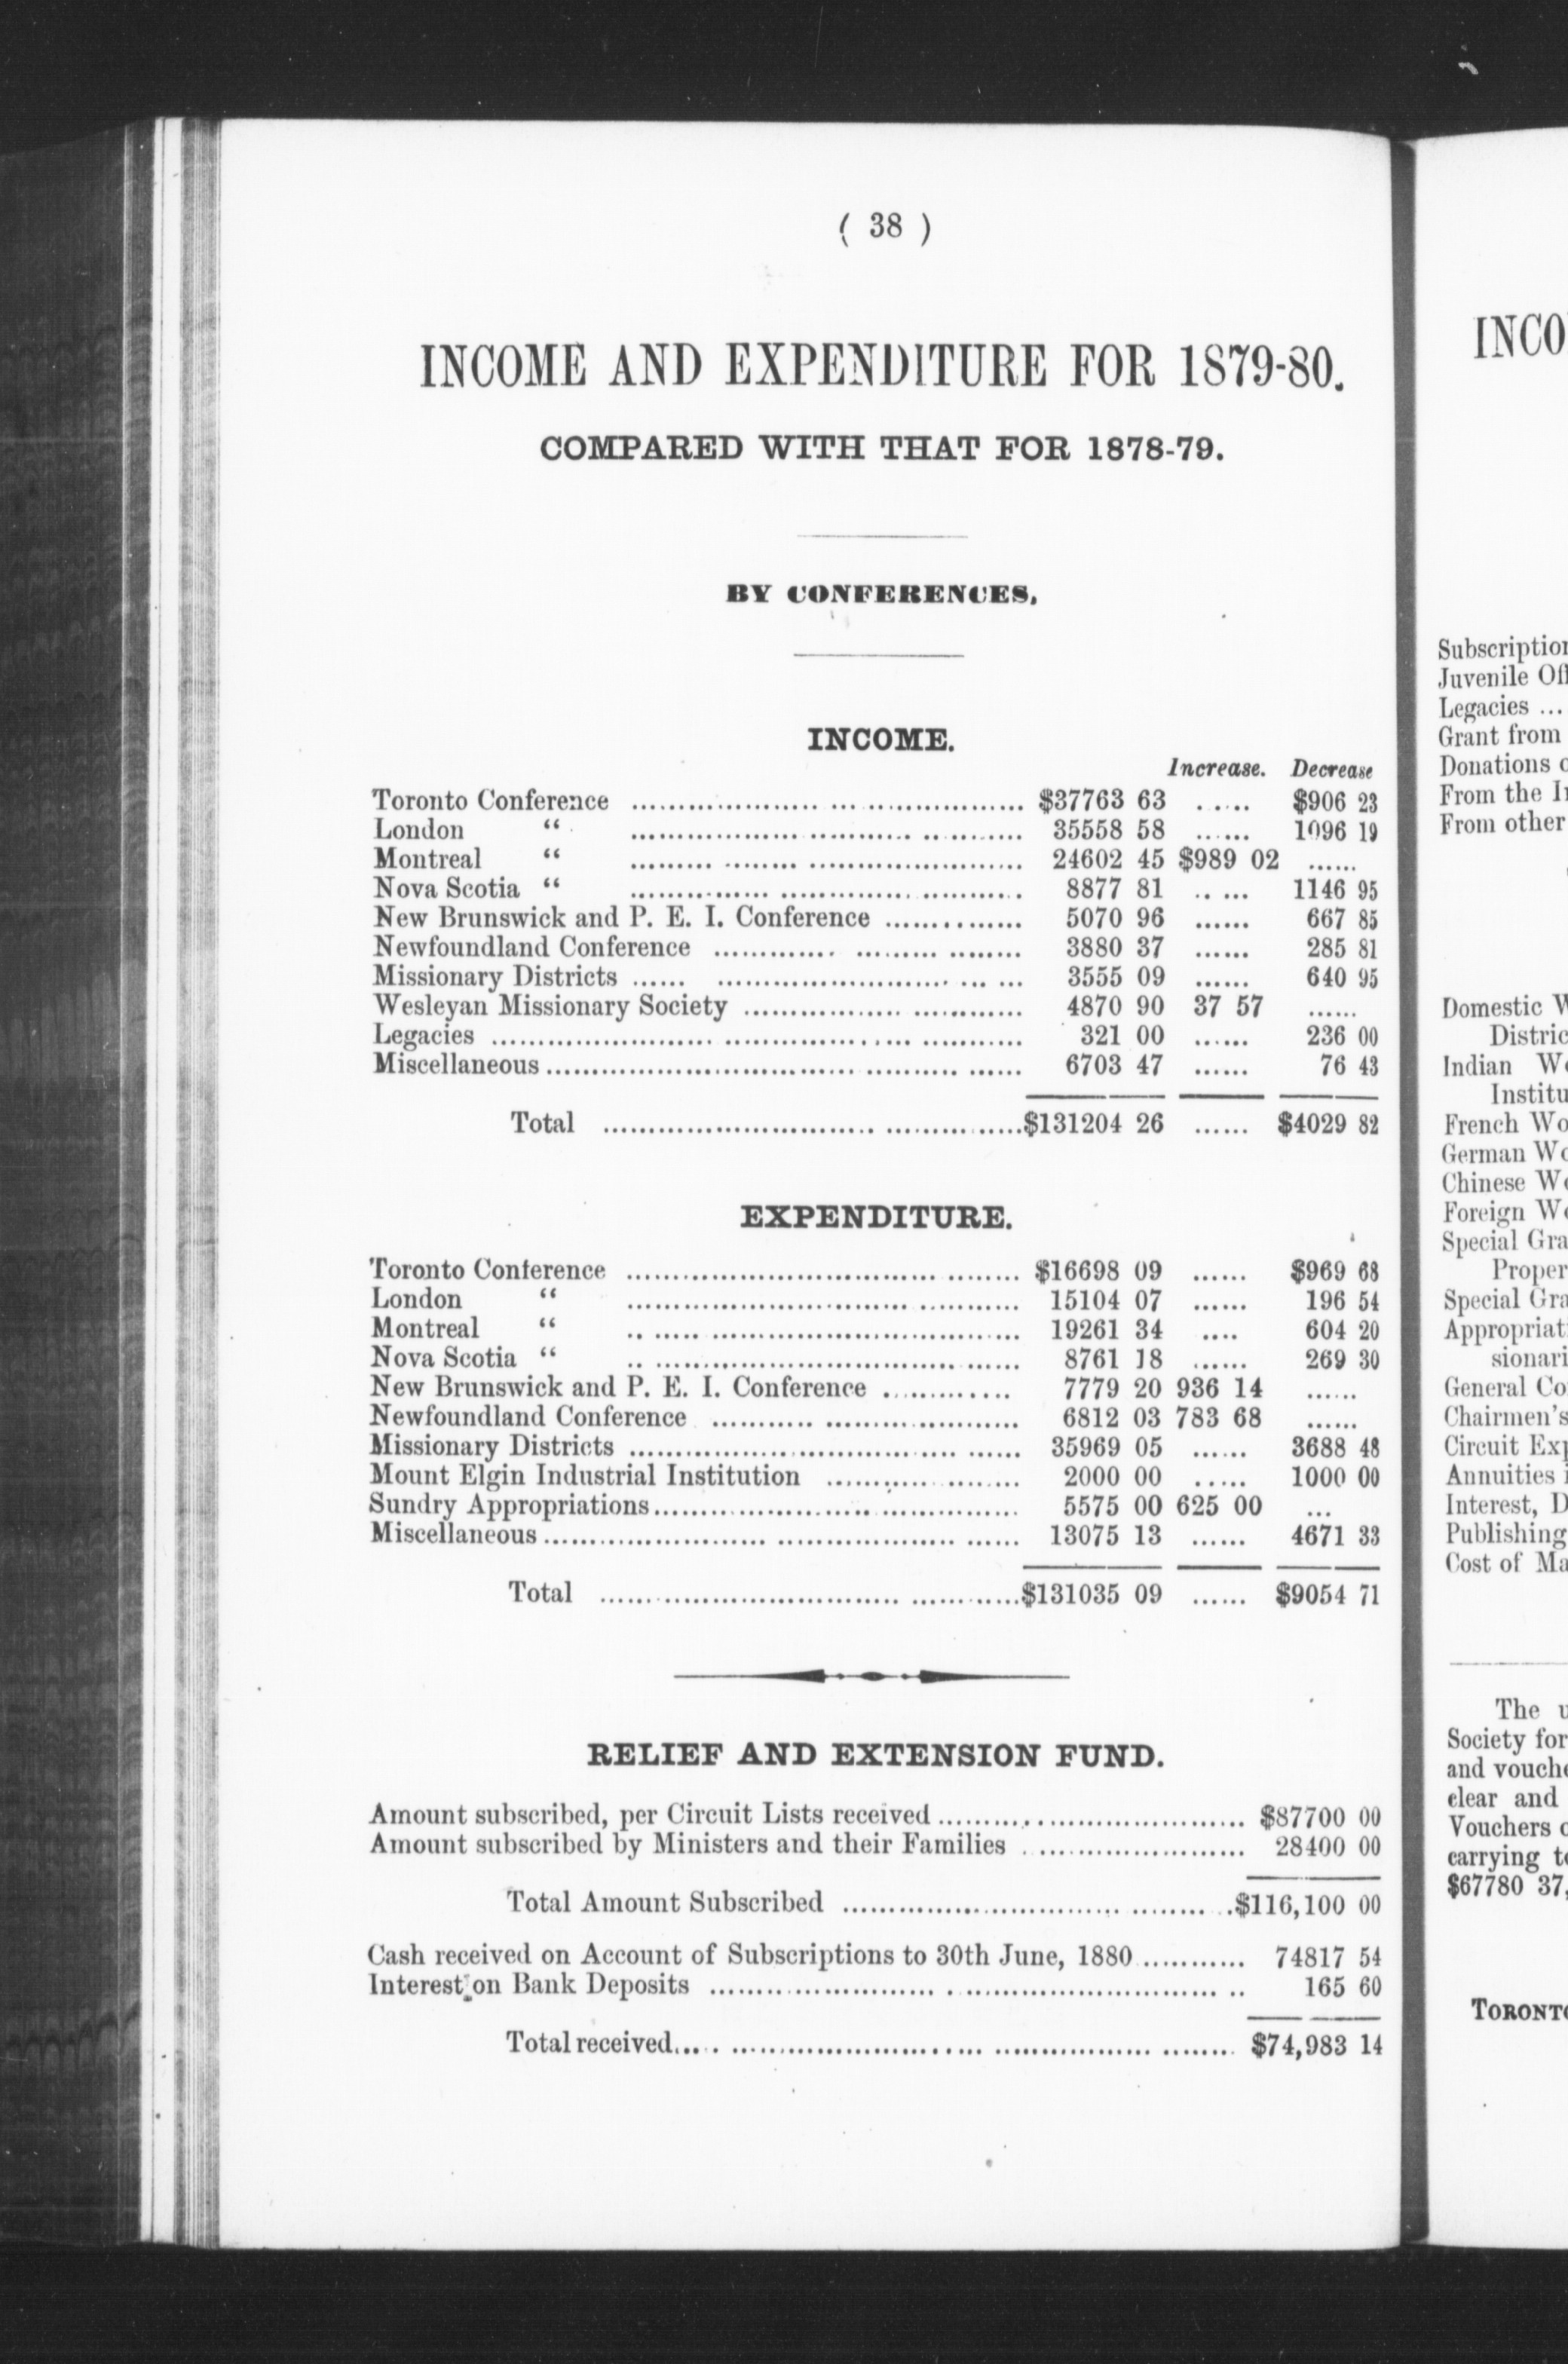 ( 38 )
INCOME AND EXPENDITURE FOR 1879-80.
COMPARED WITH THAT FOR 1878-79.
BY CONFERENCES.
INCOME.
Increase. Decrease
Toronto Conference ........ $37763 63 ...... $906 23
London “ ........ 35558 58 ...... 1096 19
Montreal “ ........ 24602 45 $989 02 ......
Nova Scotia “ ........ 8877 81 ...... 1146 95
New Brunswick and P. E. I. Conference ........ 5070 96 ...... 667 85
Newfoundland Conference ........ 3880 37 ...... 285 81
Missionary Districts ........ 3555 09 ...... 640 95
Wesleyan Missionary Society ........ 4870 90 37 57 ......
Legacies ........ 321 00 ...... 236 00
Miscellaneous ........ 6703 47 ...... 76 43
Total ........ $131204 26 ...... $4029 82
EXPENDITURE.
Toronto Conference ........ $16698 09 ...... $969 68
London “ ........ 15104 07 ...... 196 54
Montreal “ ........ 19261 34 .... 604 20
Nova Scotia “ ........ 8761 18 ...... 269 30
New Brunswick and P. E. I. Conference ........ 7779 20 936 14 ......
Newfoundland Conference ........ 6812 03 783 68 ......
Missionary Districts ........ 35969 05 ...... 3688 48
Mount Elgin Industrial Institution ........ 2000 00 ...... 1000 00
Sundry Appropriations ........ 5575 00 625 00 ...
Miscellaneous ........ 13075 13 ...... 4671 33
Total ........ $131035 09 ...... $9054 71
RELIEF AND EXTENSION FUND.
Amount subscribed, per Circuit Lists received ........ $87700 00
Amount subscribed by Ministers and their Families ........ 28400 00
Total Amount Subscribed ........ $116,100 00
Cash received on Account of Subscriptions to 30th June, 1880 ........ 74817 54
Interest on Bank Deposits ........ 165 60
Total received ........ $74,983 14
INCO
Subscription
Juvenile Off
Legacies ...
Grant from
Donations o
From the I
From other
Domestic W
Distric
Indian Wo
Institu
French Wo
German Wo
Chinese Wo
Foreign Wo
Special Gra
Proper
Special Gra
Appropriat
sionari
General Co
Chairmen's
Circuit Exp
Annuities
Interest, D
Publishing
Cost of Ma
The u
Society for
and vouche
clear and
Vouchers o
carrying to
$67780 37,
TORONTO